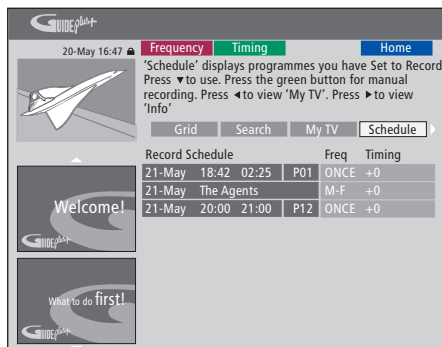 GUIDE plus+
20-May 16:47
Frequency Timing Home
'Schedule' displays programmes you have Set to Record
Press ▼to use. Press the green button for manual
recording. Press ◄to view 'My TV'. Press ►to view
'Info'
Grid Search My TV Schedule
Record Schedule Freq Timing
21-May 18:42 02:25 P01 ONCE +0
21-May The Agents M-F +0
21-May 20:00 21:00 P12 ONCE +0
Welcome!
GUIDE plus+
What to do first!
GUIDE plus+